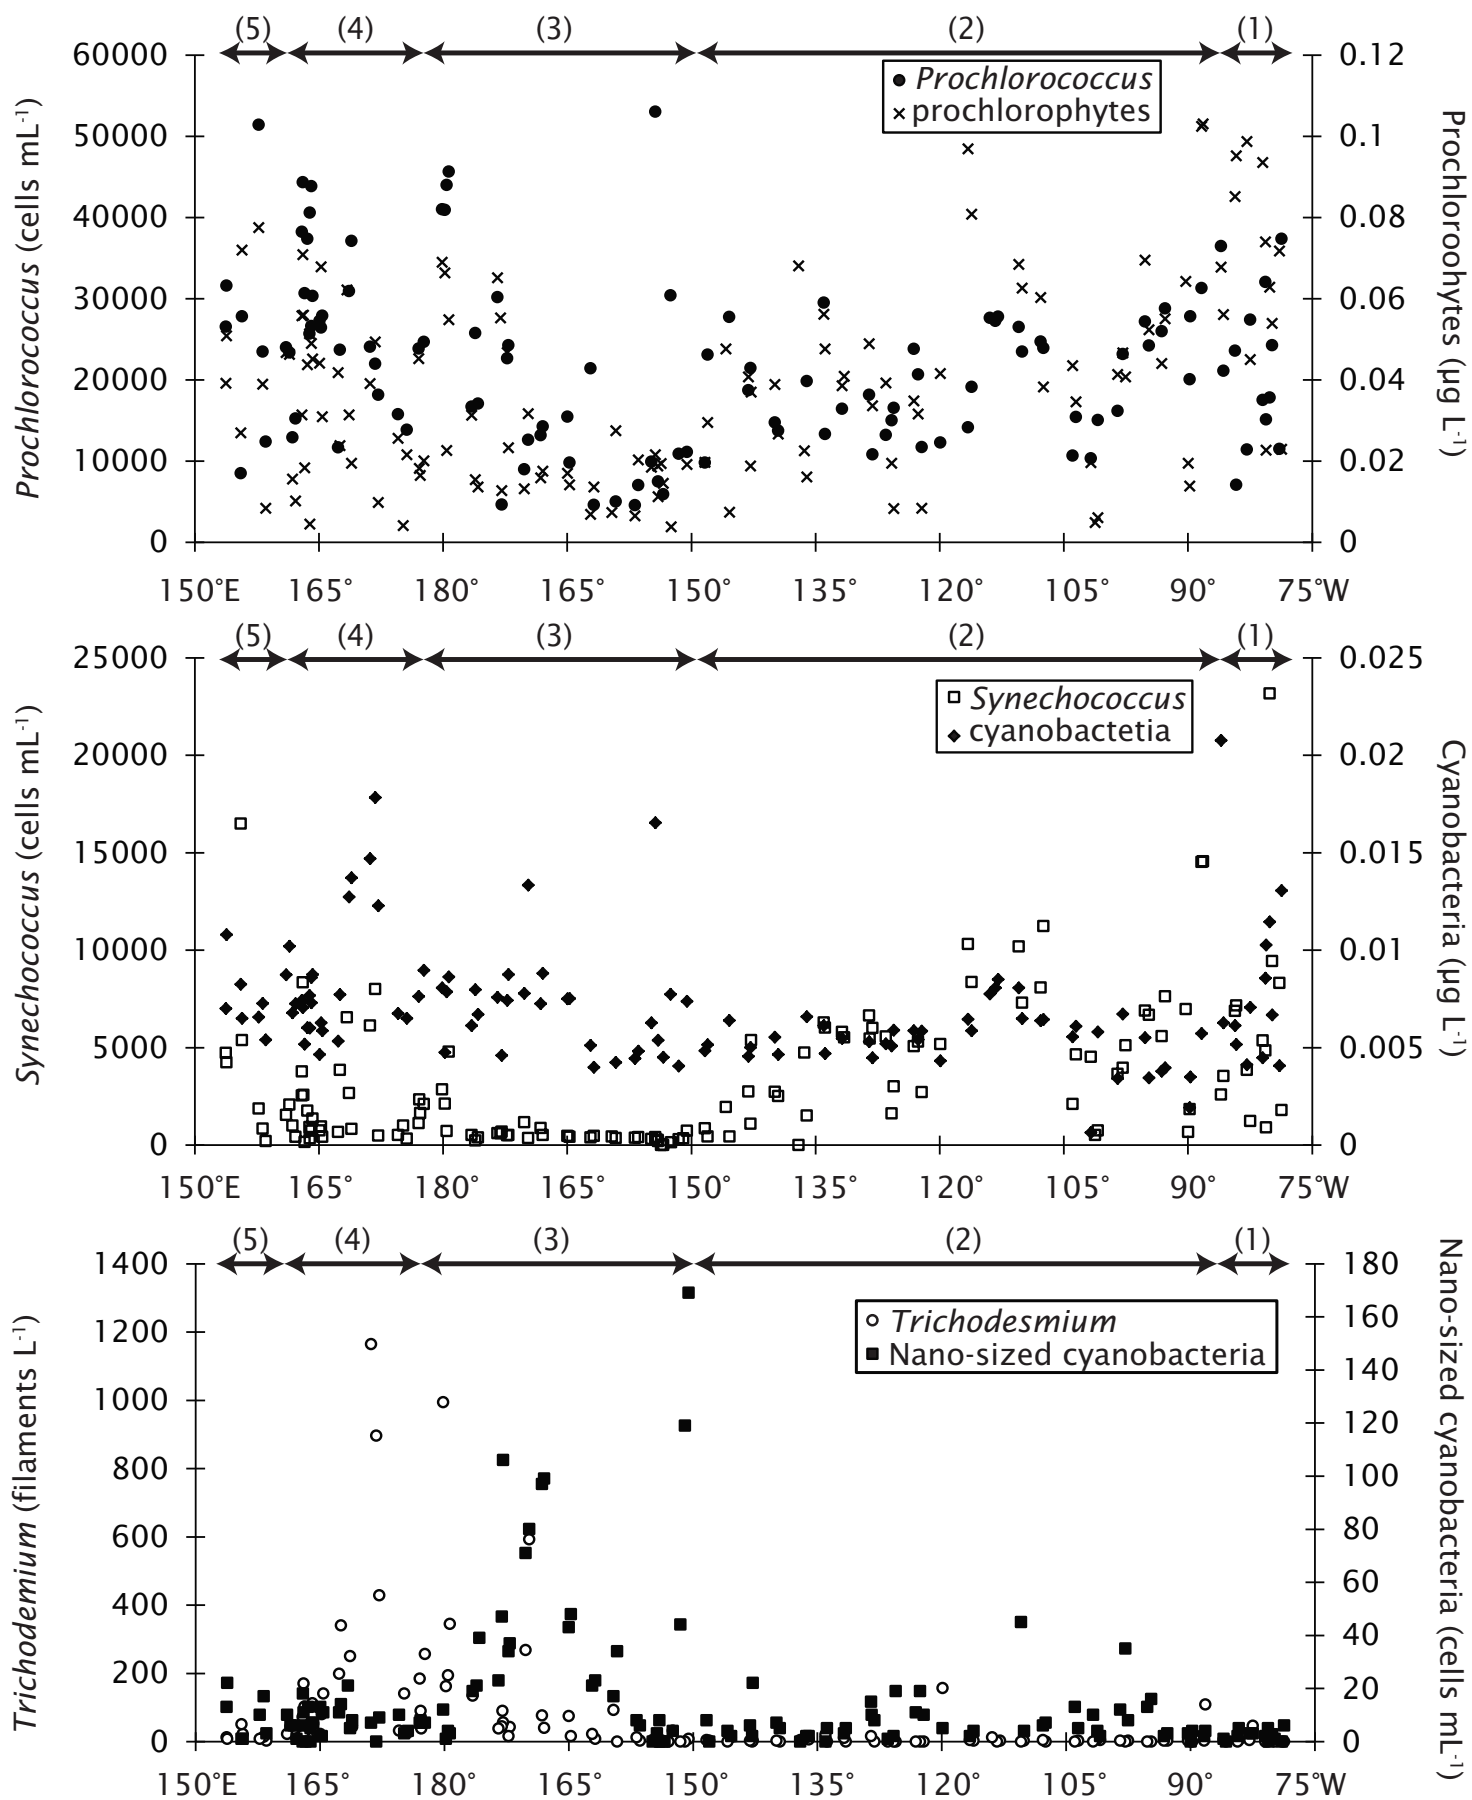 (5) (4) (3) (2) (1)
60000 0.12
Prochlorococcus
prochlorophytes
50000 0.1
40000 0.08
30000 0.06
20000 0.04
10000 0.02
0 0
Prochlorococcus (cells mL-1)
Prochloroohytes (µg L-1)
150°E 165° 180° 165° 150° 135° 120° 105° 90° 75°W
(5) (4) (3) (2) (1)
25000 0.025
Synechococcus
cyanobactetia
20000 0.02
15000 0.015
10000 0.01
5000 0.005
0 0
Synechococcus (cells mL-1)
Cyanobacteria (µg L-1)
150°E 165° 180° 165° 150° 135° 120° 105° 90° 75°W
(5) (4) (3) (2) (1)
1400 180
Trichodesmium
Nano-sized cyanobacteria
160
1200
140
1000
120
800 100
600 80
60
400
40
200
20
0 0
Trichodemium (filaments L-1)
Nano-sized cyanobacteria (cells mL-1)
150°E 165° 180° 165° 150° 135° 120° 105° 90° 75°W